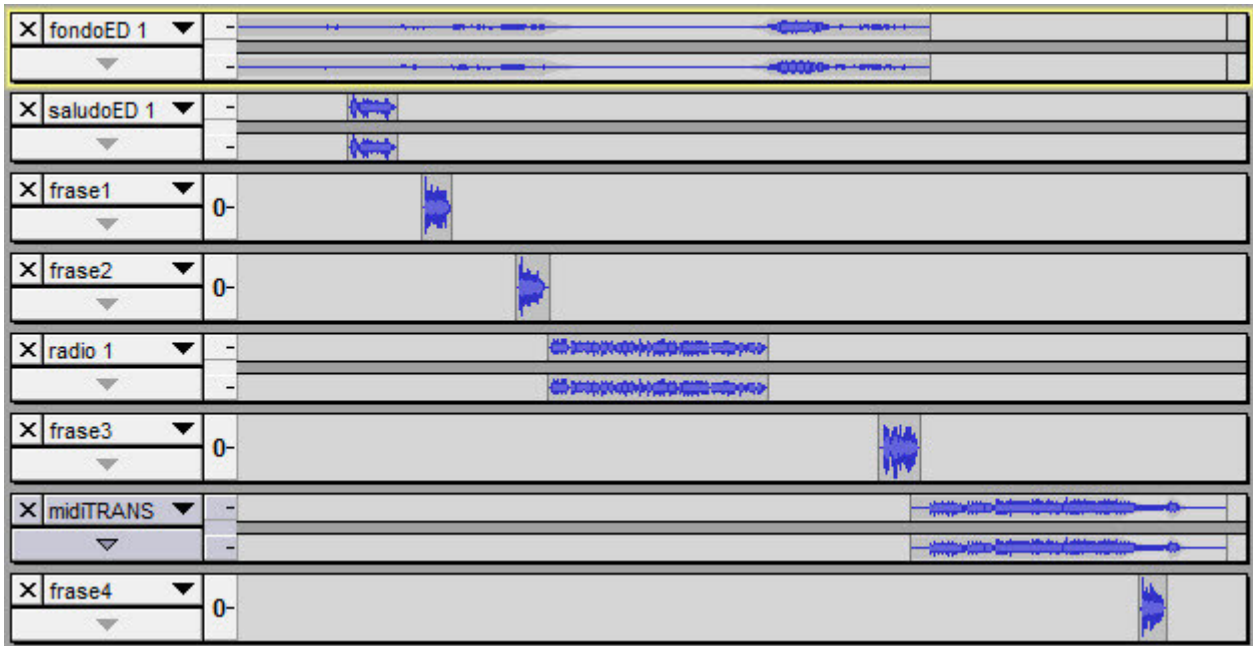 X fondoED 1
X saludoED 1
X frase1
0-
X frase2
0-
X radio 1
X frase3
0-
X midiTRANS
X frase4
0-